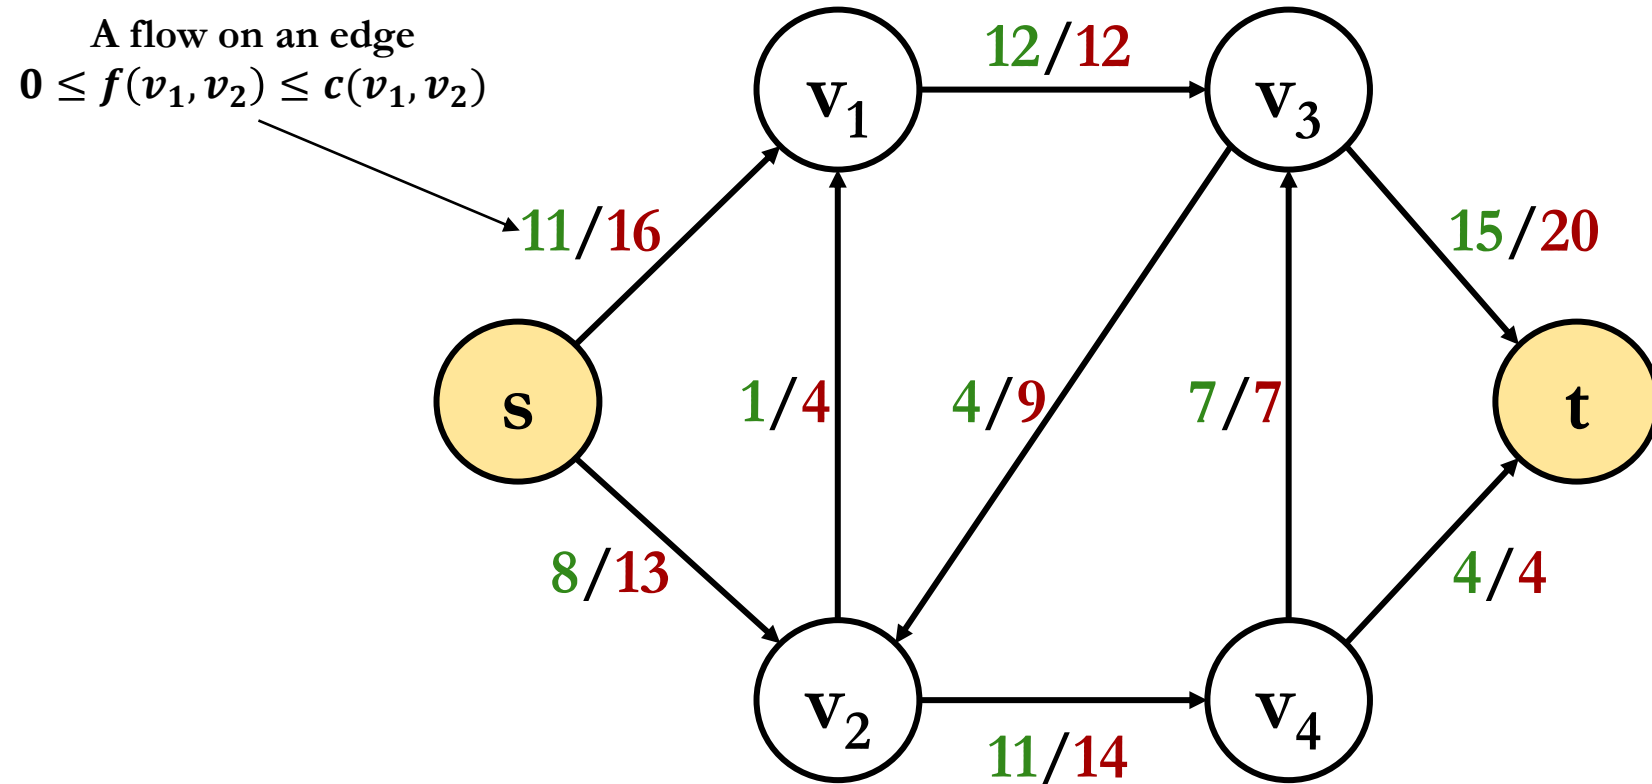 A flow on an edge
0 ≤ f(v₁, v₂) ≤ c(v₁, v₂)
12/12
v₁
v₃
11/16
15/20
s
1/4
4/9
7/7
t
8/13
4/4
v₂
v₄
11/14